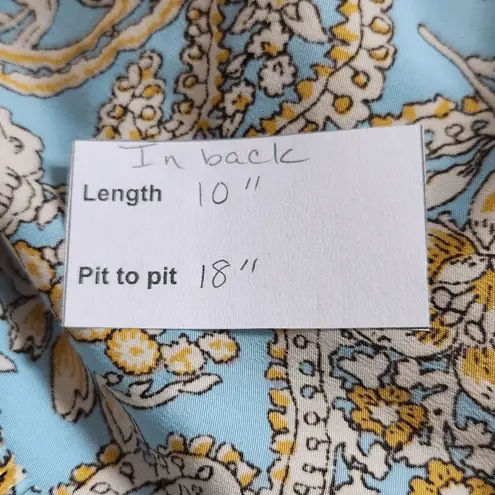 In back
Length 10"
Pit to pit 18"